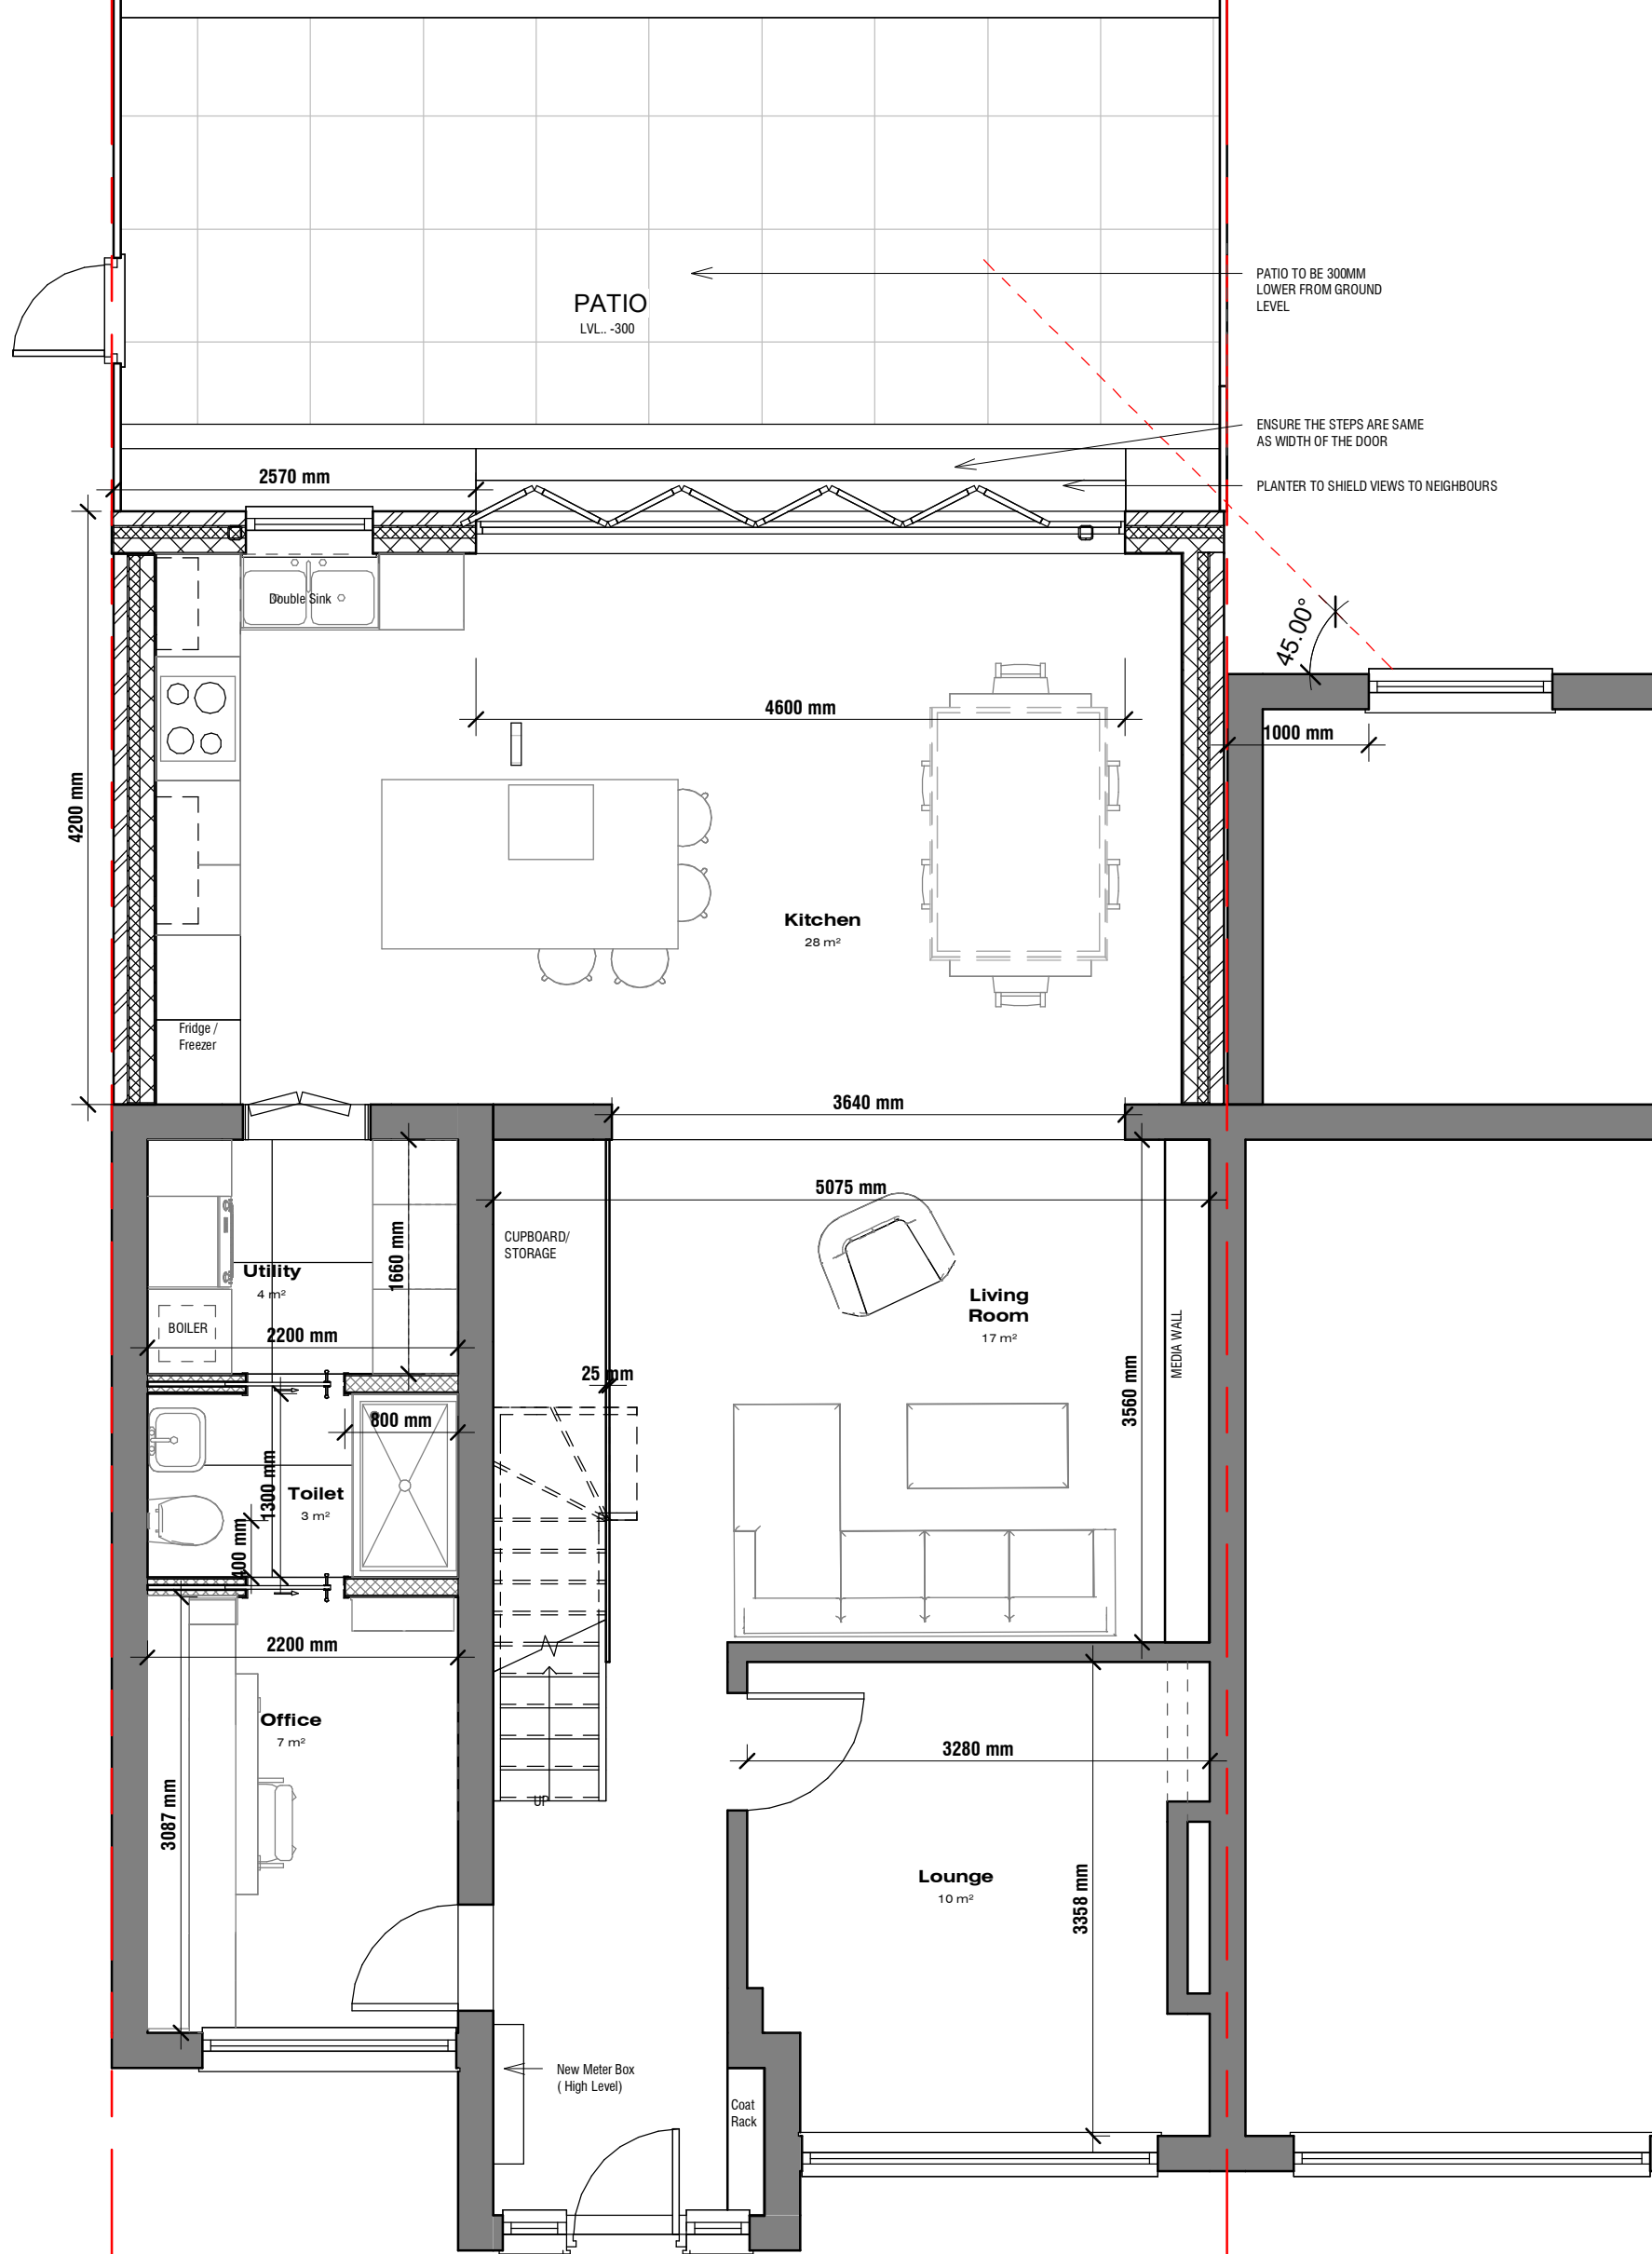 PATIO TO BE 300MM
LOWER FROM GROUND
LEVEL
PATIO
LVL.. -300
ENSURE THE STEPS ARE SAME
AS WIDTH OF THE DOOR
2570 mm
PLANTER TO SHIELD VIEWS TO NEIGHBOURS
Double Sink
45.00°
4600 mm
1000 mm
4200 mm
Kitchen
28 m²
Fridge /
Freezer
3640 mm
5075 mm
CUPBOARD/
STORAGE
1660 mm
Utility
4 m²
Living
Room
17 m²
BOILER
2200 mm
MEDIA WALL
25 mm
3560 mm
800 mm
1300 mm
Toilet
3 m²
400 mm
2200 mm
Office
7 m²
3280 mm
UP
3087 mm
Lounge
10 m²
3358 mm
New Meter Box
( High Level)
Coat
Rack